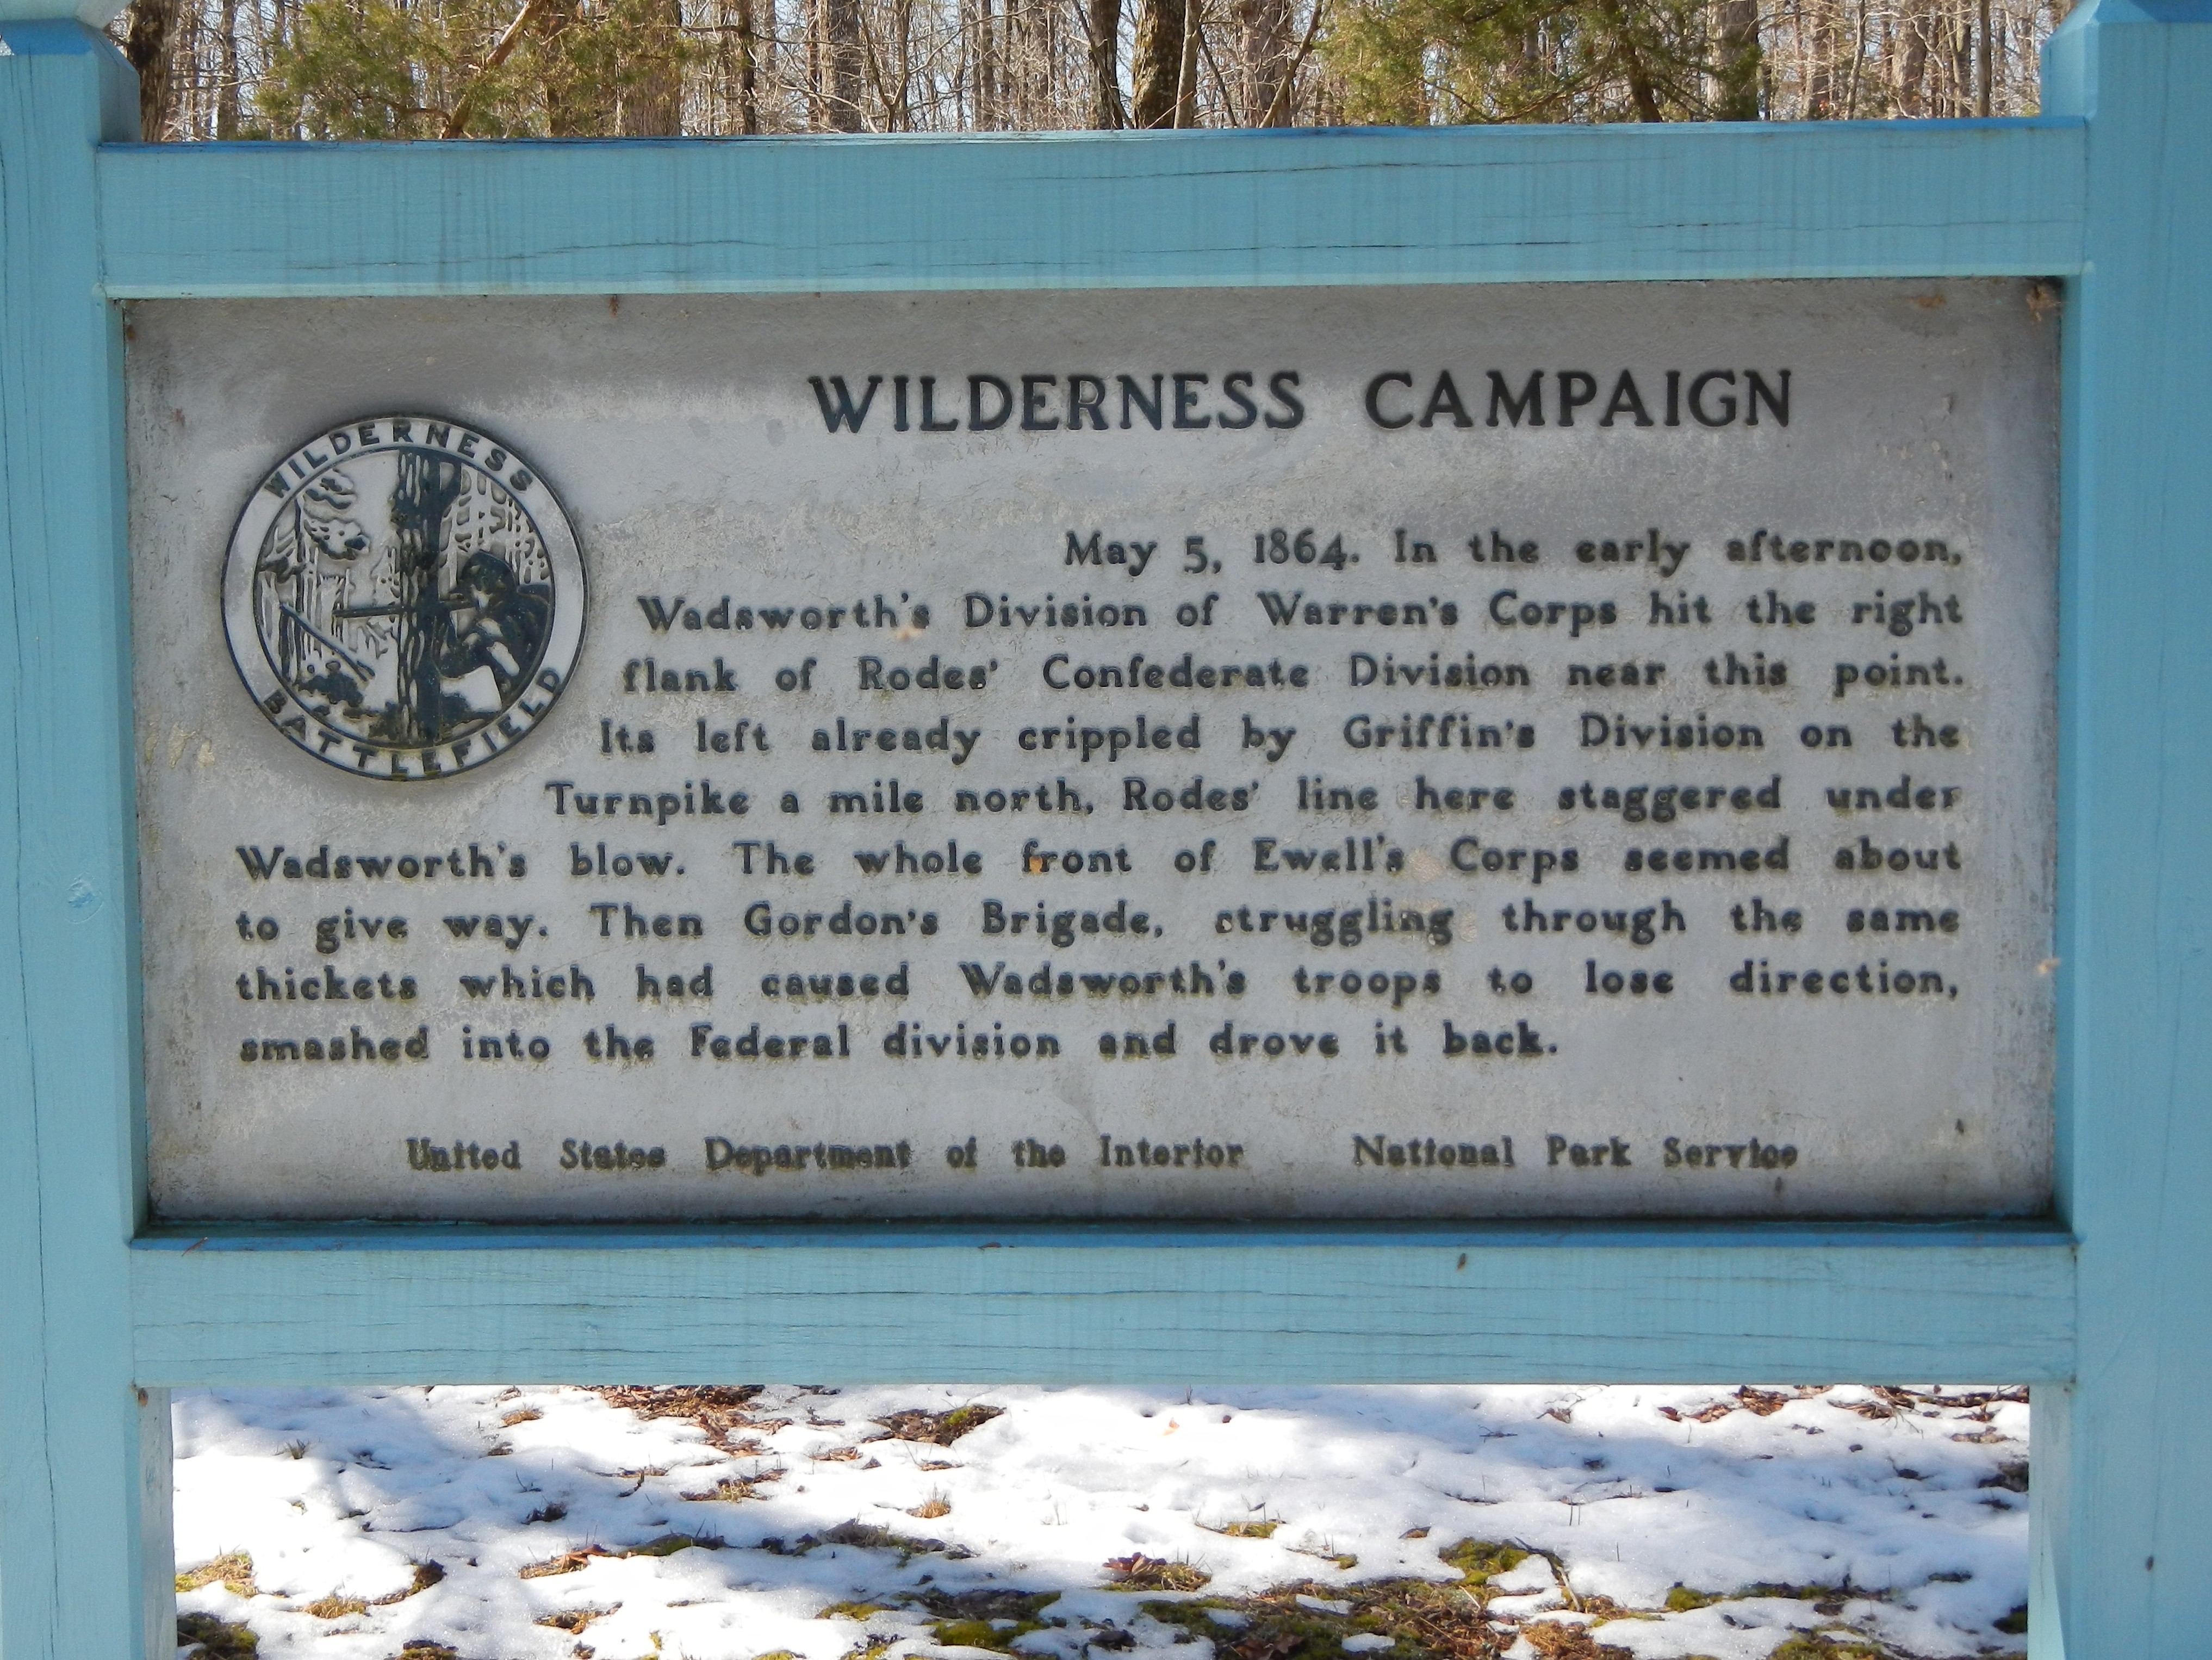 WILDERNESS CAMPAIGN
WILDERNESS
BATTLEFIELD
May 5, 1864. In the early afternoon,
Wadsworth's Division of Warren's Corps hit the right
flank of Rodes' Confederate Division near this point.
Its left already crippled by Griffin's Division on the
Turnpike a mile north, Rodes' line here staggered under
Wadsworth's blow. The whole front of Ewell's Corps seemed about
to give way. Then Gordon's Brigade, struggling through the same
thickets which had caused Wadsworth's troops to lose direction,
smashed into the Federal division and drove it back.
United States Department of the Interior National Park Service